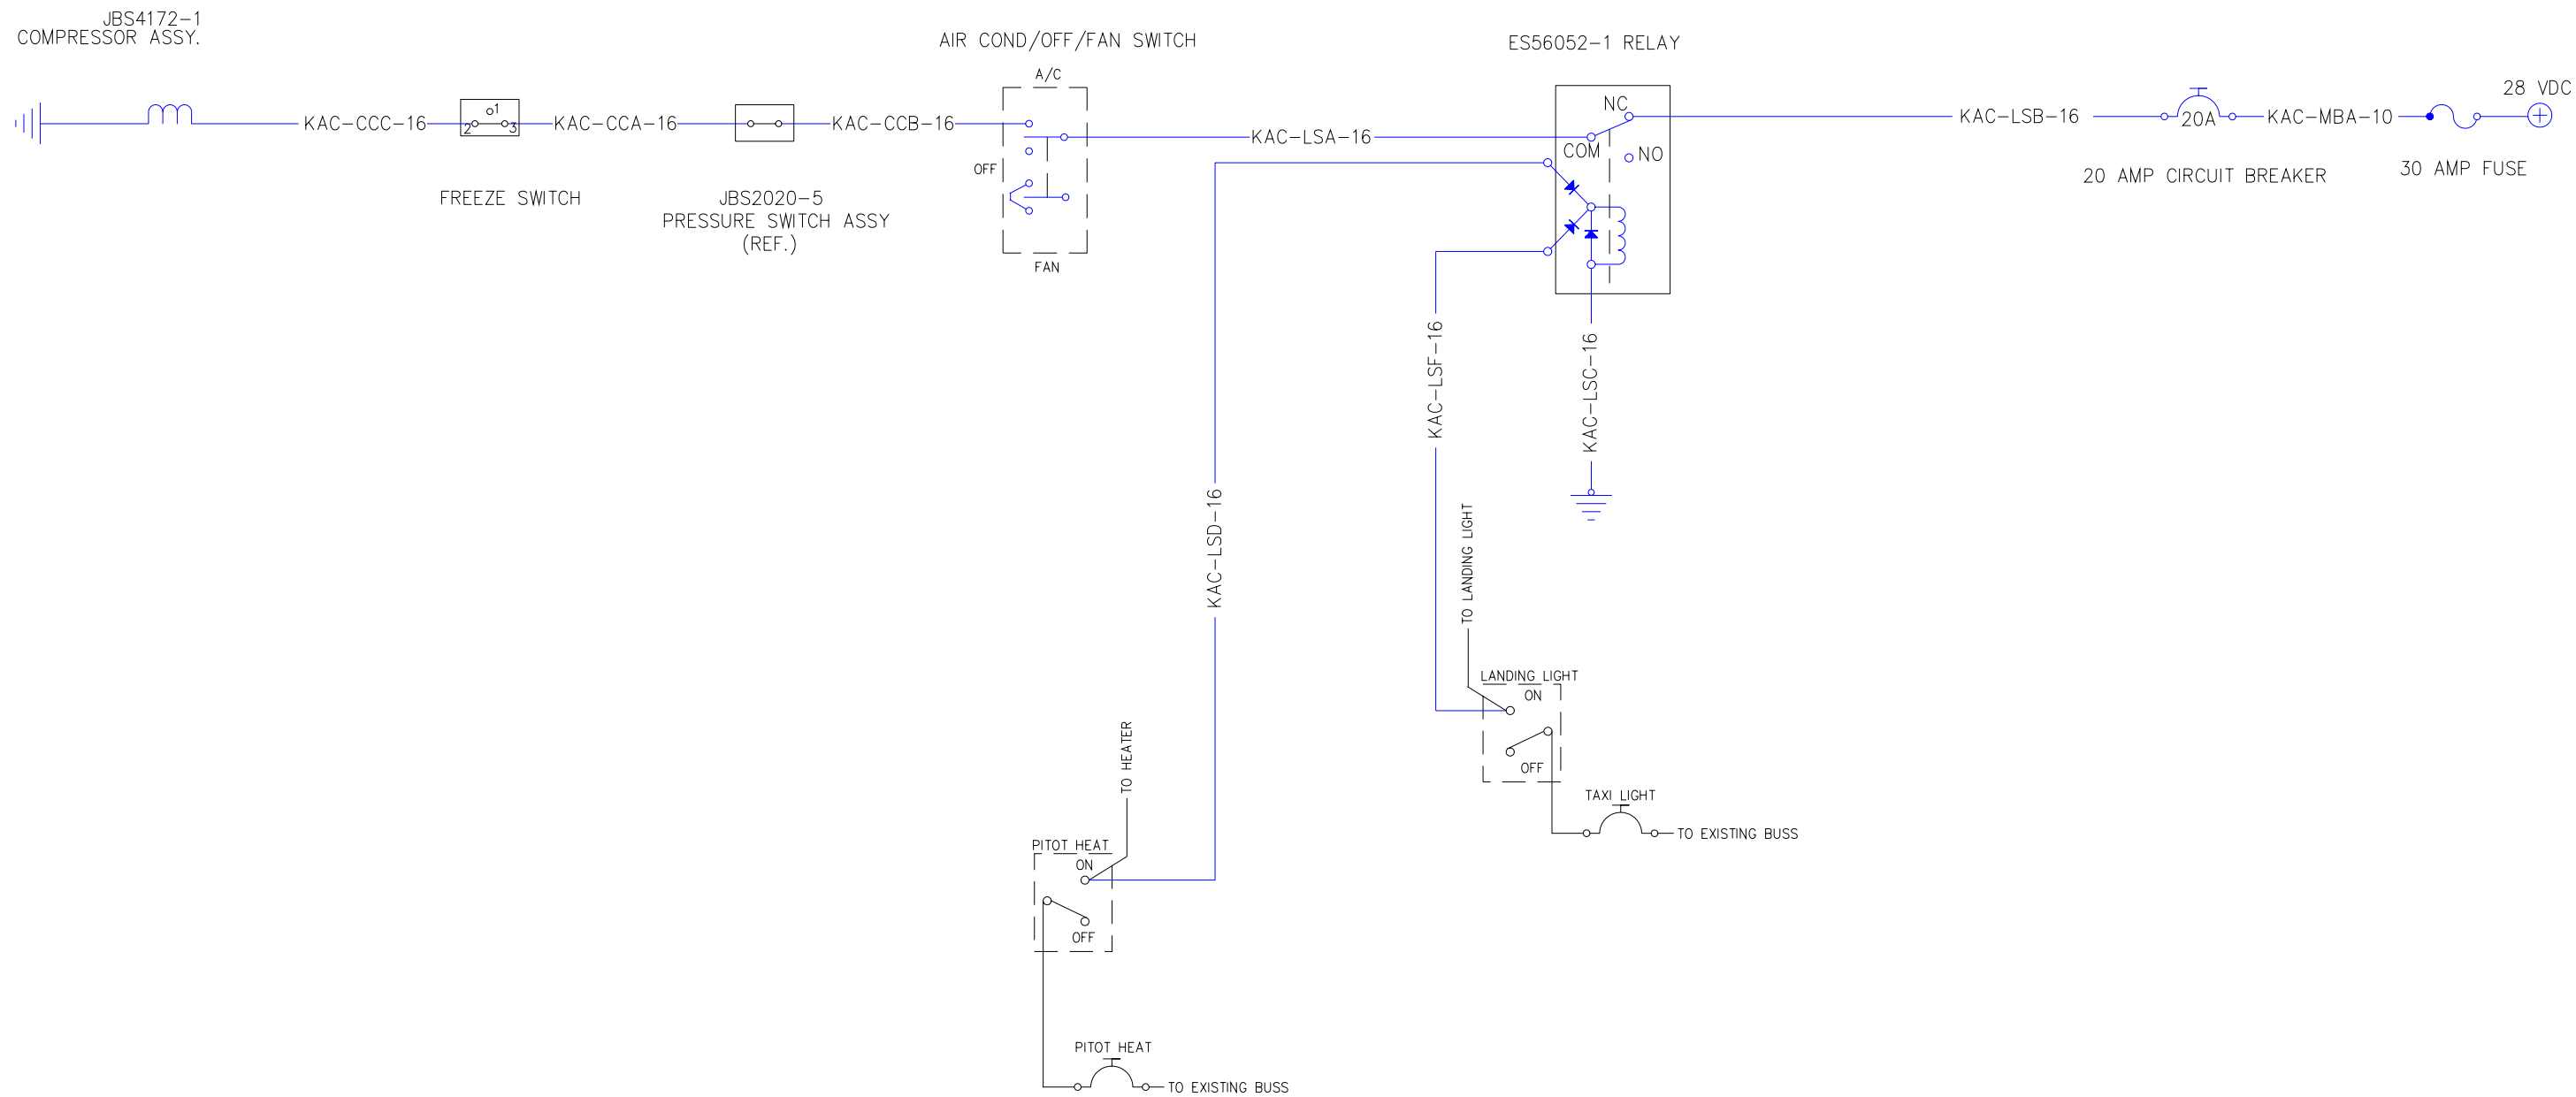 JBS4172-1
COMPRESSOR ASSY.
AIR COND/OFF/FAN SWITCH
ES56052-1 RELAY
A/C
28 VDC
NC
KAC-CCC-16
1
2
3
KAC-CCA-16
KAC-CCB-16
KAC-LSA-16
KAC-LSB-16
20A
KAC-MBA-10
COM
NO
OFF
20 AMP CIRCUIT BREAKER
30 AMP FUSE
FREEZE SWITCH
JBS2020-5
PRESSURE SWITCH ASSY
(REF.)
FAN
KAC-LSF-16
KAC-LSC-16
KAC-LSD-16
TO LANDING LIGHT
LANDING LIGHT
ON
OFF
TAXI LIGHT
TO EXISTING BUSS
TO HEATER
PITOT HEAT
ON
OFF
PITOT HEAT
TO EXISTING BUSS